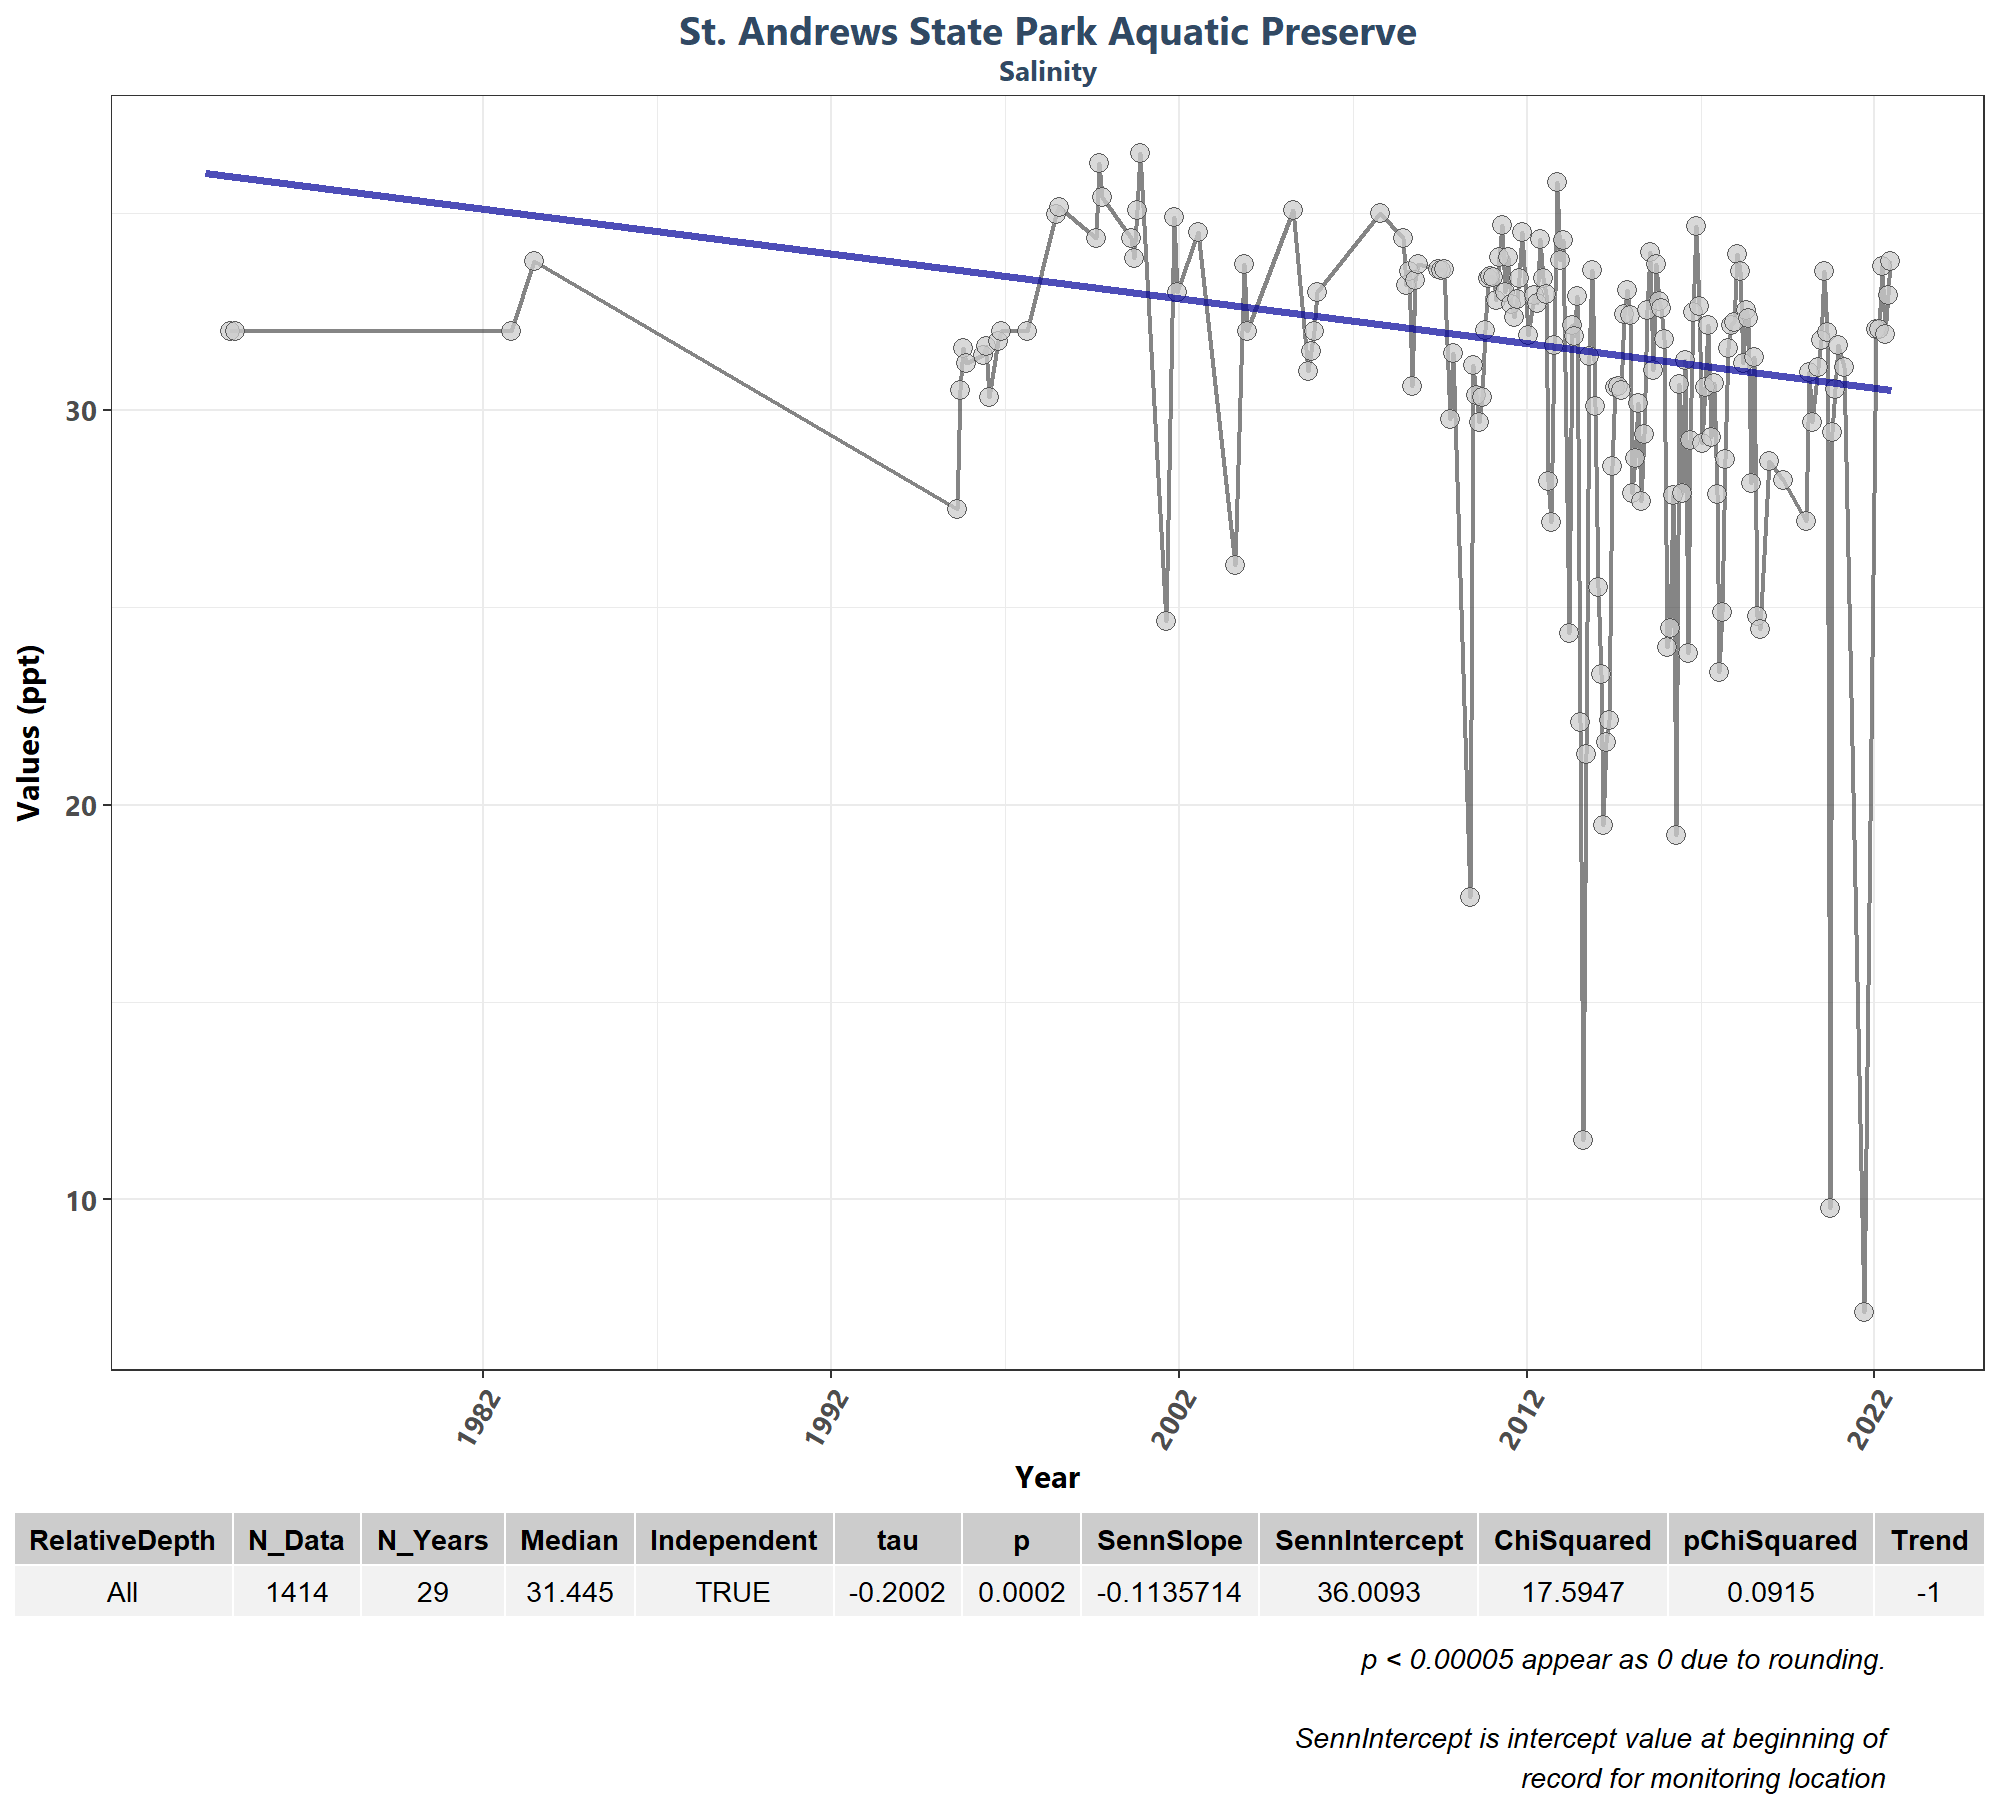 St. Andrews State Park Aquatic Preserve
Salinity
Values (ppt)
30
20
10
1982
1992
2002
2012
2022
Year
RelativeDepth N_Data N_Years Median Independent tau p SennSlope SennIntercept ChiSquared pChiSquared Trend
All 1414 29 31.445 TRUE -0.2002 0.0002 -0.1135714 36.0093 17.5947 0.0915 -1
p < 0.00005 appear as 0 due to rounding.
SennIntercept is intercept value at beginning of
record for monitoring location